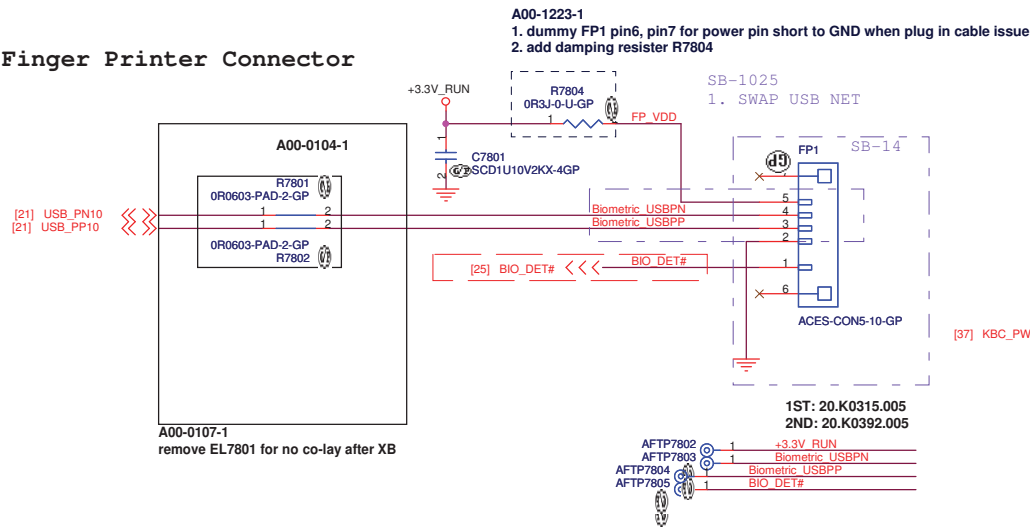 A00-1223-1
1. dummy FP1 pin6, pin7 for power pin short to GND when plug in cable issue
2. add damping resister R7804
Finger Printer Connector
SB-1025
1. SWAP USB NET
+3.3V_RUN
R7804
0R3J-0-U-GP
1
FP_VDD
A00-0104-1
1
2
C7801
SCD1U10V2KX-4GP
FP1
SB-14
GP
R7801
0R0603-PAD-2-GP
5
[21] USB_PN10
1
2
Biometric_USBPN
4
[21] USB_PP10
1
2
Biometric_USBPP
3
0R0603-PAD-2-GP
R7802
2
[25] BIO_DET#
BIO_DET#
1
6
ACES-CON5-10-GP
[37] KBC_PW
1ST: 20.K0315.005
2ND: 20.K0392.005
A00-0107-1
remove EL7801 for no co-lay after XB
AFTP7802
1
+3.3V_RUN
AFTP7803
1
Biometric_USBPN
AFTP7804
1
Biometric_USBPP
AFTP7805
1
BIO_DET#